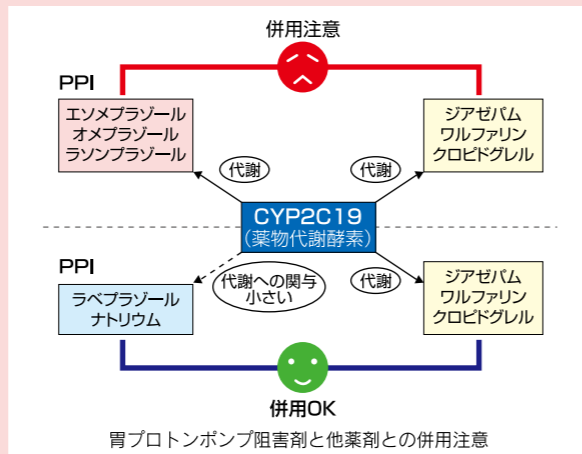 併用注意
PPI
エソメプラゾール
オメプラゾール
ラソンプラゾール
ジアゼパム
ワルファリン
クロピドグレル
代謝
代謝
CYP2C19
(薬物代謝酵素)
PPI
代謝への関与
小さい
代謝
ラベプラゾール
ナトリウム
ジアゼパム
ワルファリン
クロピドグレル
併用OK
胃プロトンポンプ阻害剤と他薬剤との併用注意